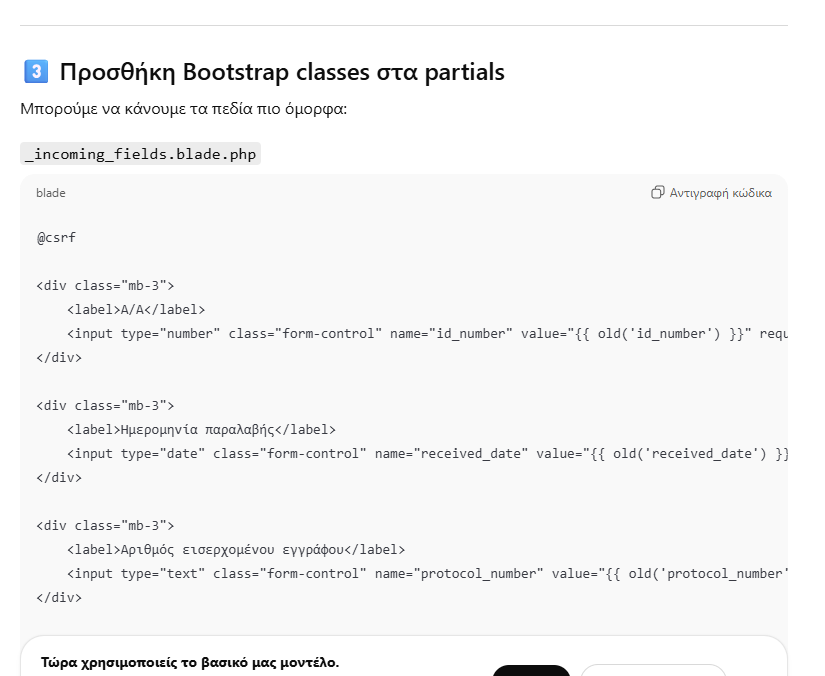 3 Προσθήκη Bootstrap classes στα partials
Μπορούμε να κάνουμε τα πεδία πιο όμορφα:
_incoming_fields.blade.php
blade
Αντιγραφή κώδικα
@csrf
<div class="mb-3">
    <label>Α/Α</label>
    <input type="number" class="form-control" name="id_number" value="{{ old('id_number') }}" requ
</div>
<div class="mb-3">
    <label>Ημερομηνία παραλαβής</label>
    <input type="date" class="form-control" name="received_date" value="{{ old('received_date') }}
</div>
<div class="mb-3">
    <label>Αριθμός εισερχομένου εγγράφου</label>
    <input type="text" class="form-control" name="protocol_number" value="{{ old('protocol_number'
</div>
Τώρα χρησιμοποιείς το βασικό μας μοντέλο.